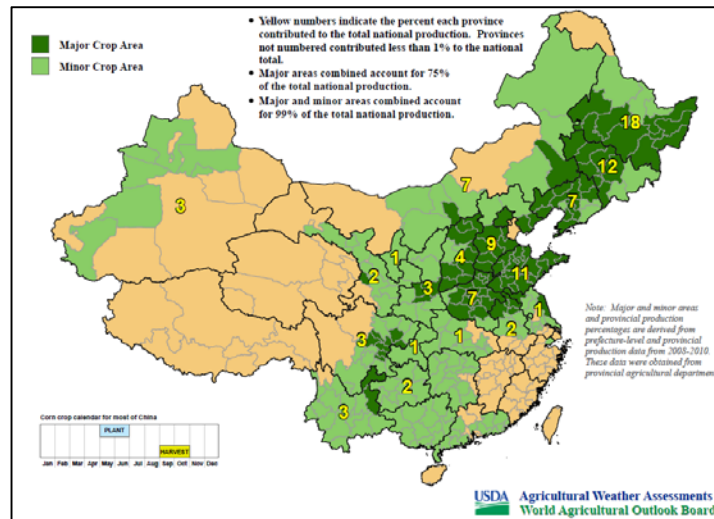 Major Crop Area
Minor Crop Area
• Yellow numbers indicate the percent each province
contributed to the total national production. Provinces
not numbered contributed less than 1% to the national
total.
• Major areas combined account for 75%
of the total national production.
• Major and minor areas combined account
for 99% of the total national production.
18
12
7
7
3
9
4
1
2
11
3
7
1
2
3
1
1
2
3
Note: Major and minor areas
and provincial production
percentages are derived from
prefecture-level and provincial
production data from 2008-2010.
These data were obtained from
provincial agricultural department
Corn crop calendar for most of China
PLANT
HARVEST
Jan Feb Mar Apr May Jun Jul Aug Sep Oct Nov Dec
USDA Agricultural Weather Assessments
World Agricultural Outlook Board